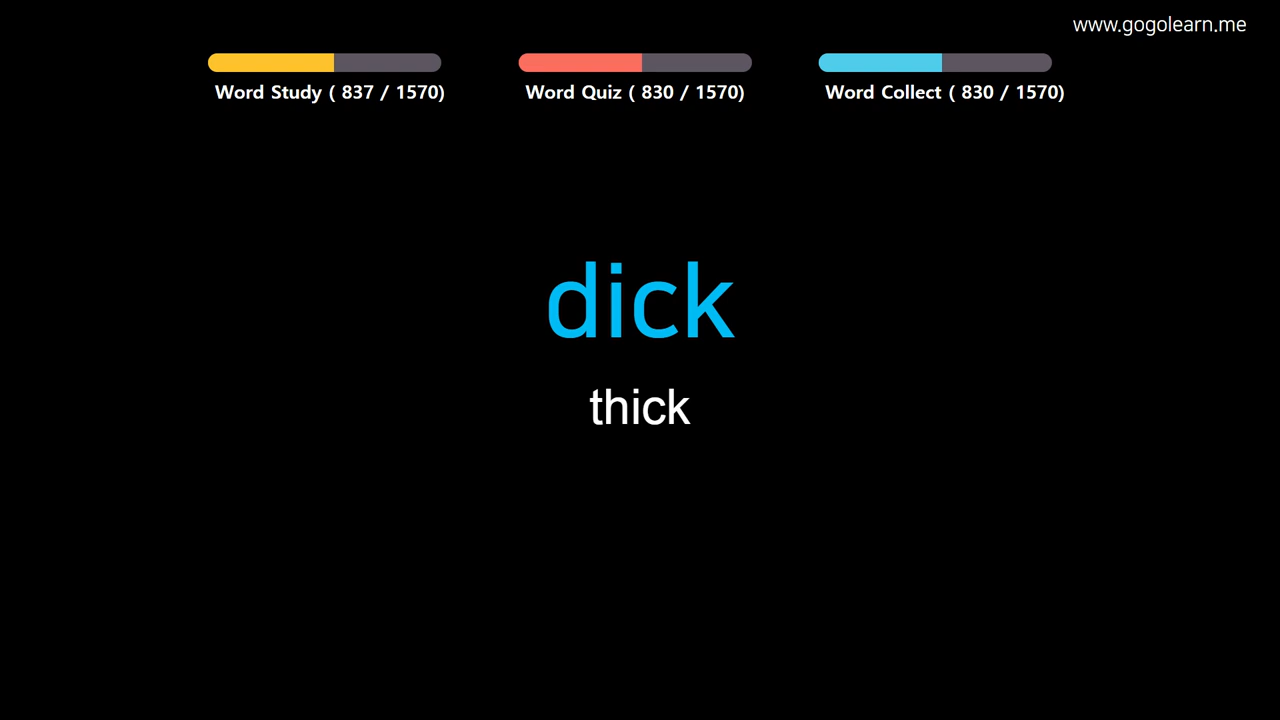 www.gogolearn.me
Word Study ( 837 / 1570)
Word Quiz ( 830 / 1570)
Word Collect ( 830 / 1570)
dick
thick